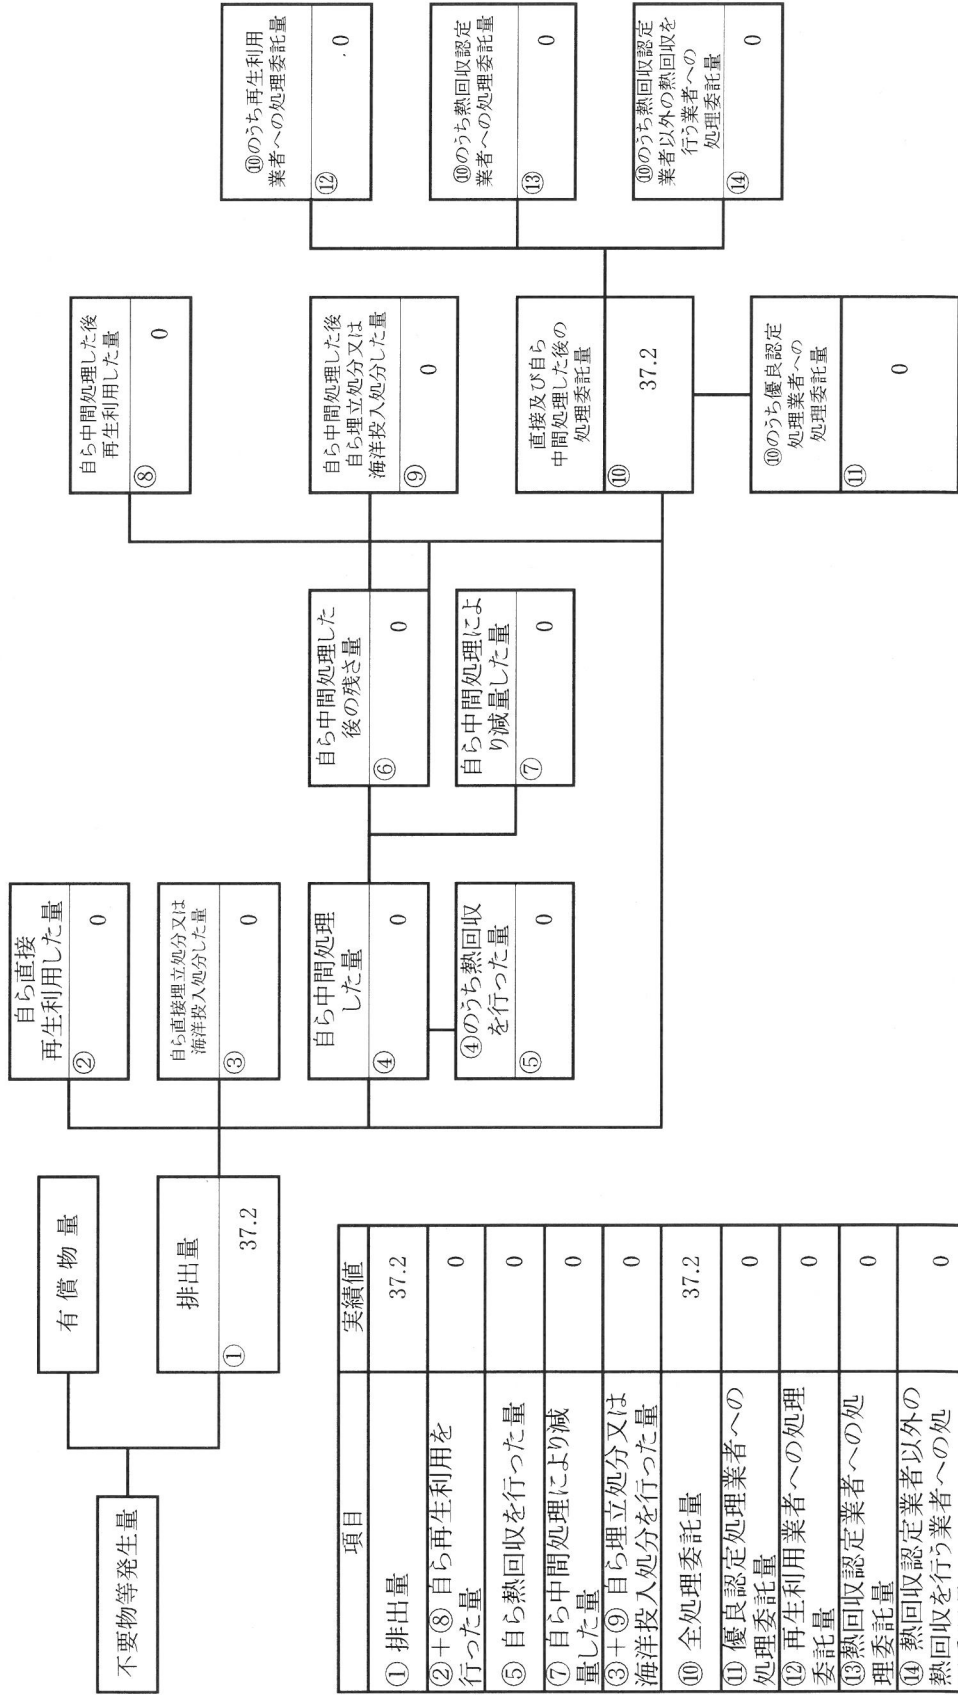 不要物等発生量
有償物量
排出量
①
37.2
自ら直接
再生利用した量
②
0
自ら直接埋立処分又は
海洋投入処分した量
③
0
自ら中間処理
した量
④
0
④のうち熱回収
を行った量
⑤
0
自ら中間処理した
後の残さ量
⑥
0
自ら中間処理によ
り減量した量
⑦
0
自ら中間処理した後
再生利用した量
⑧
0
自ら中間処理した後
自ら埋立処分又は
海洋投入処分した量
⑨
0
直接及び自ら
中間処理した後の
処理委託量
⑩
37.2
⑩のうち優良認定
処理業者への
処理委託量
⑪
0
⑩のうち再生利用
業者への処理委託量
⑫
0
⑩のうち熱回収認定
業者への処理委託量
⑬
0
⑩のうち熱回収認定
業者以外の熱回収を
行う業者への
処理委託量
⑭
0
項目 実績値
①排出量 37.2
②+⑧ 自ら再生利用を
行った量 0
⑤ 自ら熱回収を行った量 0
⑦ 自ら中間処理により減
量した量 0
③+⑨ 自ら埋立処分又は
海洋投入処分を行った量 0
⑩ 全処理委託量 37.2
⑪ 優良認定処理業者への
処理委託量 0
⑫ 再生利用業者への処理
委託量 0
⑬熱回収認定業者への処
理委託量 0
⑭ 熱回収認定業者以外の
熱回収を行う業者への処 0